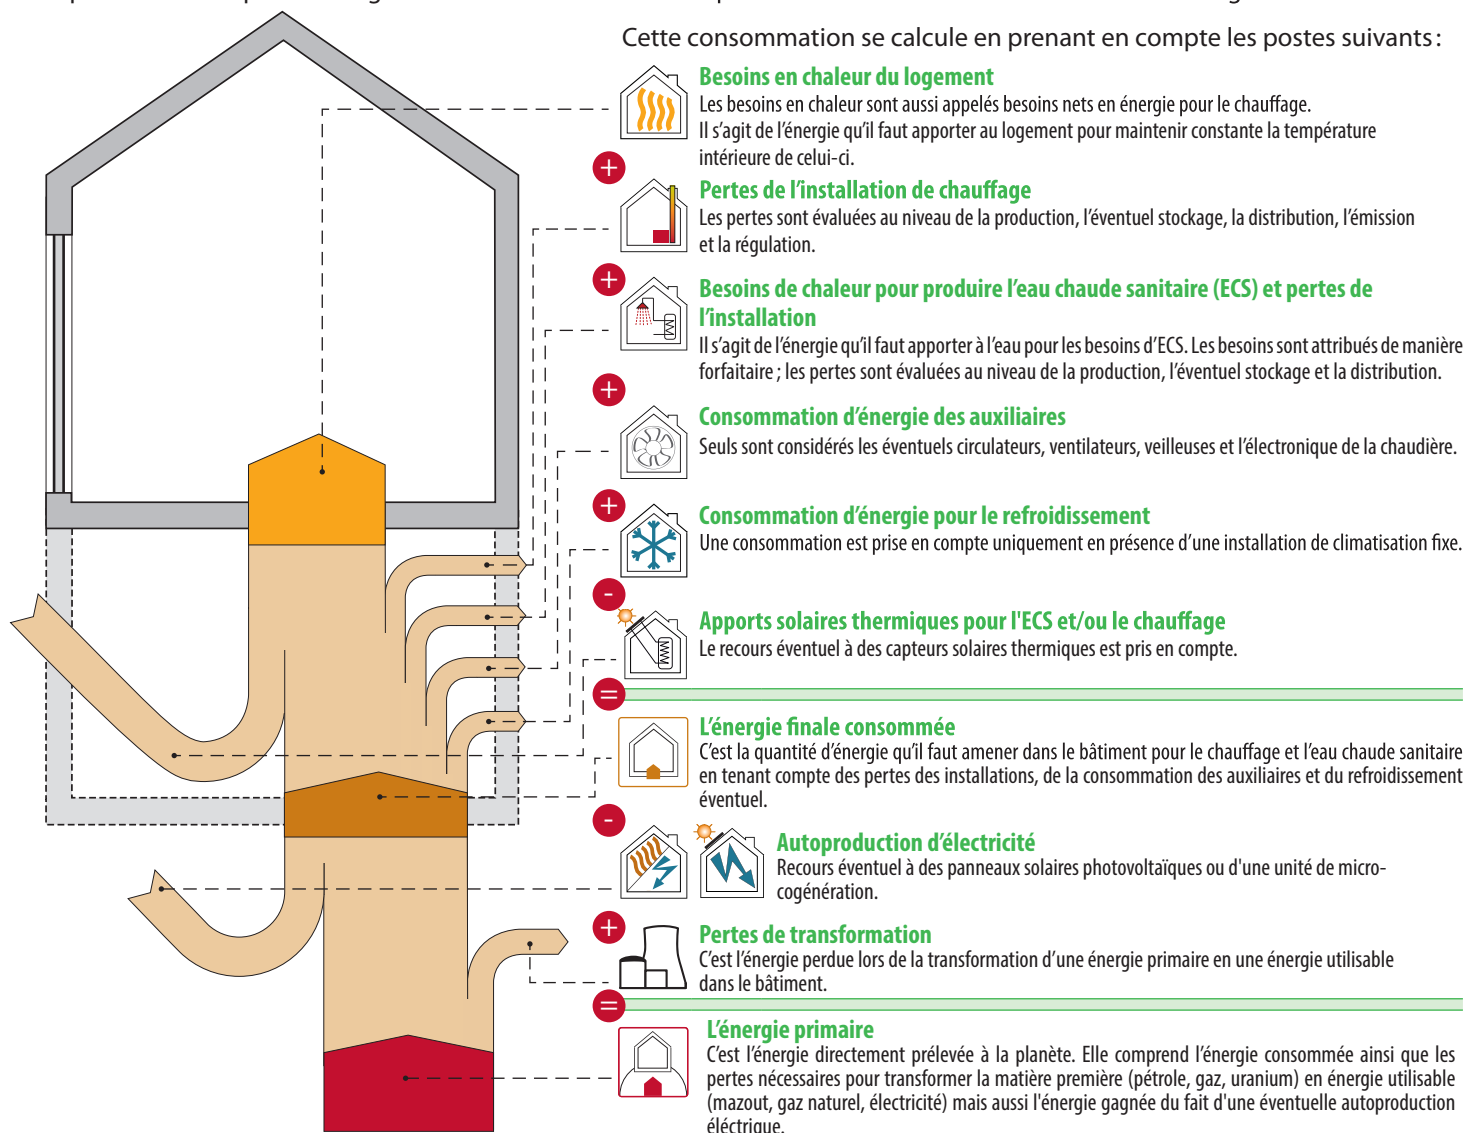 Cette consommation se calcule en prenant en compte les postes suivants :
Besoins en chaleur du logement
Les besoins en chaleur sont aussi appelés besoins nets en énergie pour le chauffage.
Il s'agit de l'énergie qu'il faut apporter au logement pour maintenir constante la température
intérieure de celui-ci.
+
Pertes de l'installation de chauffage
Les pertes sont évaluées au niveau de la production, l'éventuel stockage, la distribution, l'émission
et la régulation.
+
Besoins de chaleur pour produire l'eau chaude sanitaire (ECS) et pertes de
l'installation
Il s'agit de l'énergie qu'il faut apporter à l'eau pour les besoins d'ECS. Les besoins sont attribués de manière
forfaitaire ; les pertes sont évaluées au niveau de la production, l'éventuel stockage et la distribution.
+
Consommation d'énergie des auxiliaires
Seuls sont considérés les éventuels circulateurs, ventilateurs, veilleuses et l'électronique de la chaudière.
+
Consommation d'énergie pour le refroidissement
Une consommation est prise en compte uniquement en présence d'une installation de climatisation fixe.
-
Apports solaires thermiques pour l'ECS et/ou le chauffage
Le recours éventuel à des capteurs solaires thermiques est pris en compte.
=
L'énergie finale consommée
C'est la quantité d'énergie qu'il faut amener dans le bâtiment pour le chauffage et l'eau chaude sanitaire
en tenant compte des pertes des installations, de la consommation des auxiliaires et du refroidissement
éventuel.
-
Autoproduction d'électricité
Recours éventuel à des panneaux solaires photovoltaïques ou d'une unité de micro-
cogénération.
+
Pertes de transformation
C'est l'énergie perdue lors de la transformation d'une énergie primaire en une énergie utilisable
dans le bâtiment.
=
L'énergie primaire
C'est l'énergie directement prélevée à la planète. Elle comprend l'énergie consommée ainsi que les
pertes nécessaires pour transformer la matière première (pétrole, gaz, uranium) en énergie utilisable
(mazout, gaz naturel, électricité) mais aussi l'énergie gagnée du fait d'une éventuelle autoproduction
éléctrique.